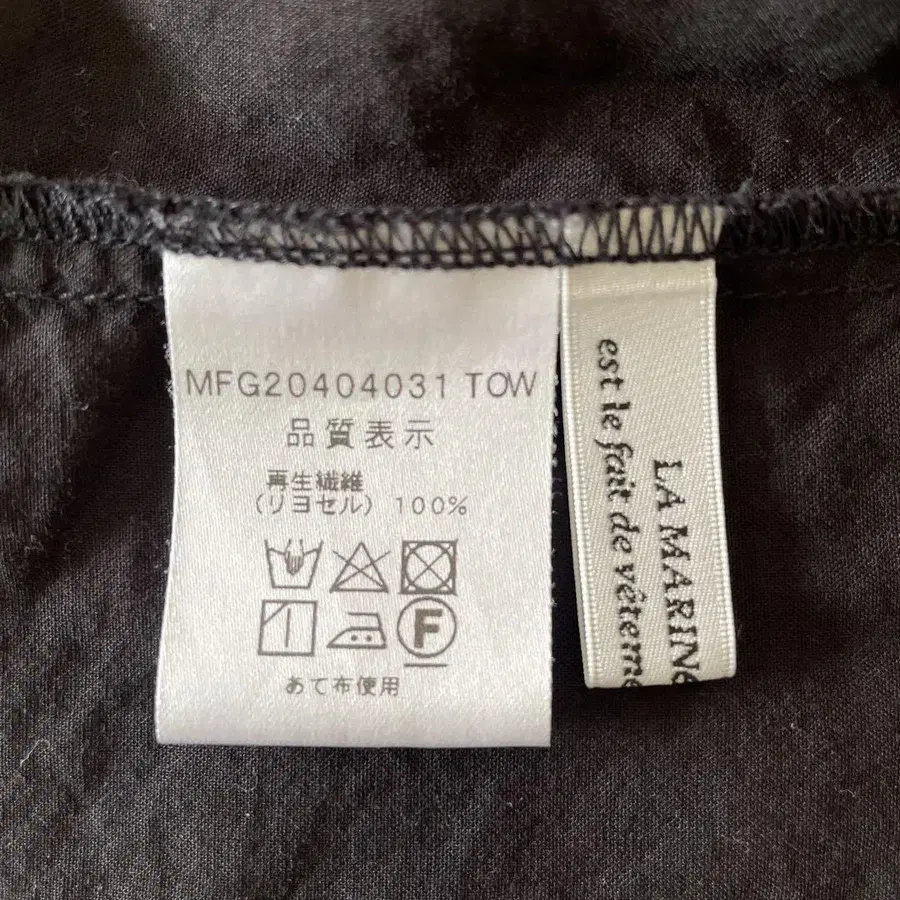 MFG20404031 TOW
品質表示
再生繊維
(リヨセル) 100%
F
あて布使用
LA MARINE
est le fait de vêteme